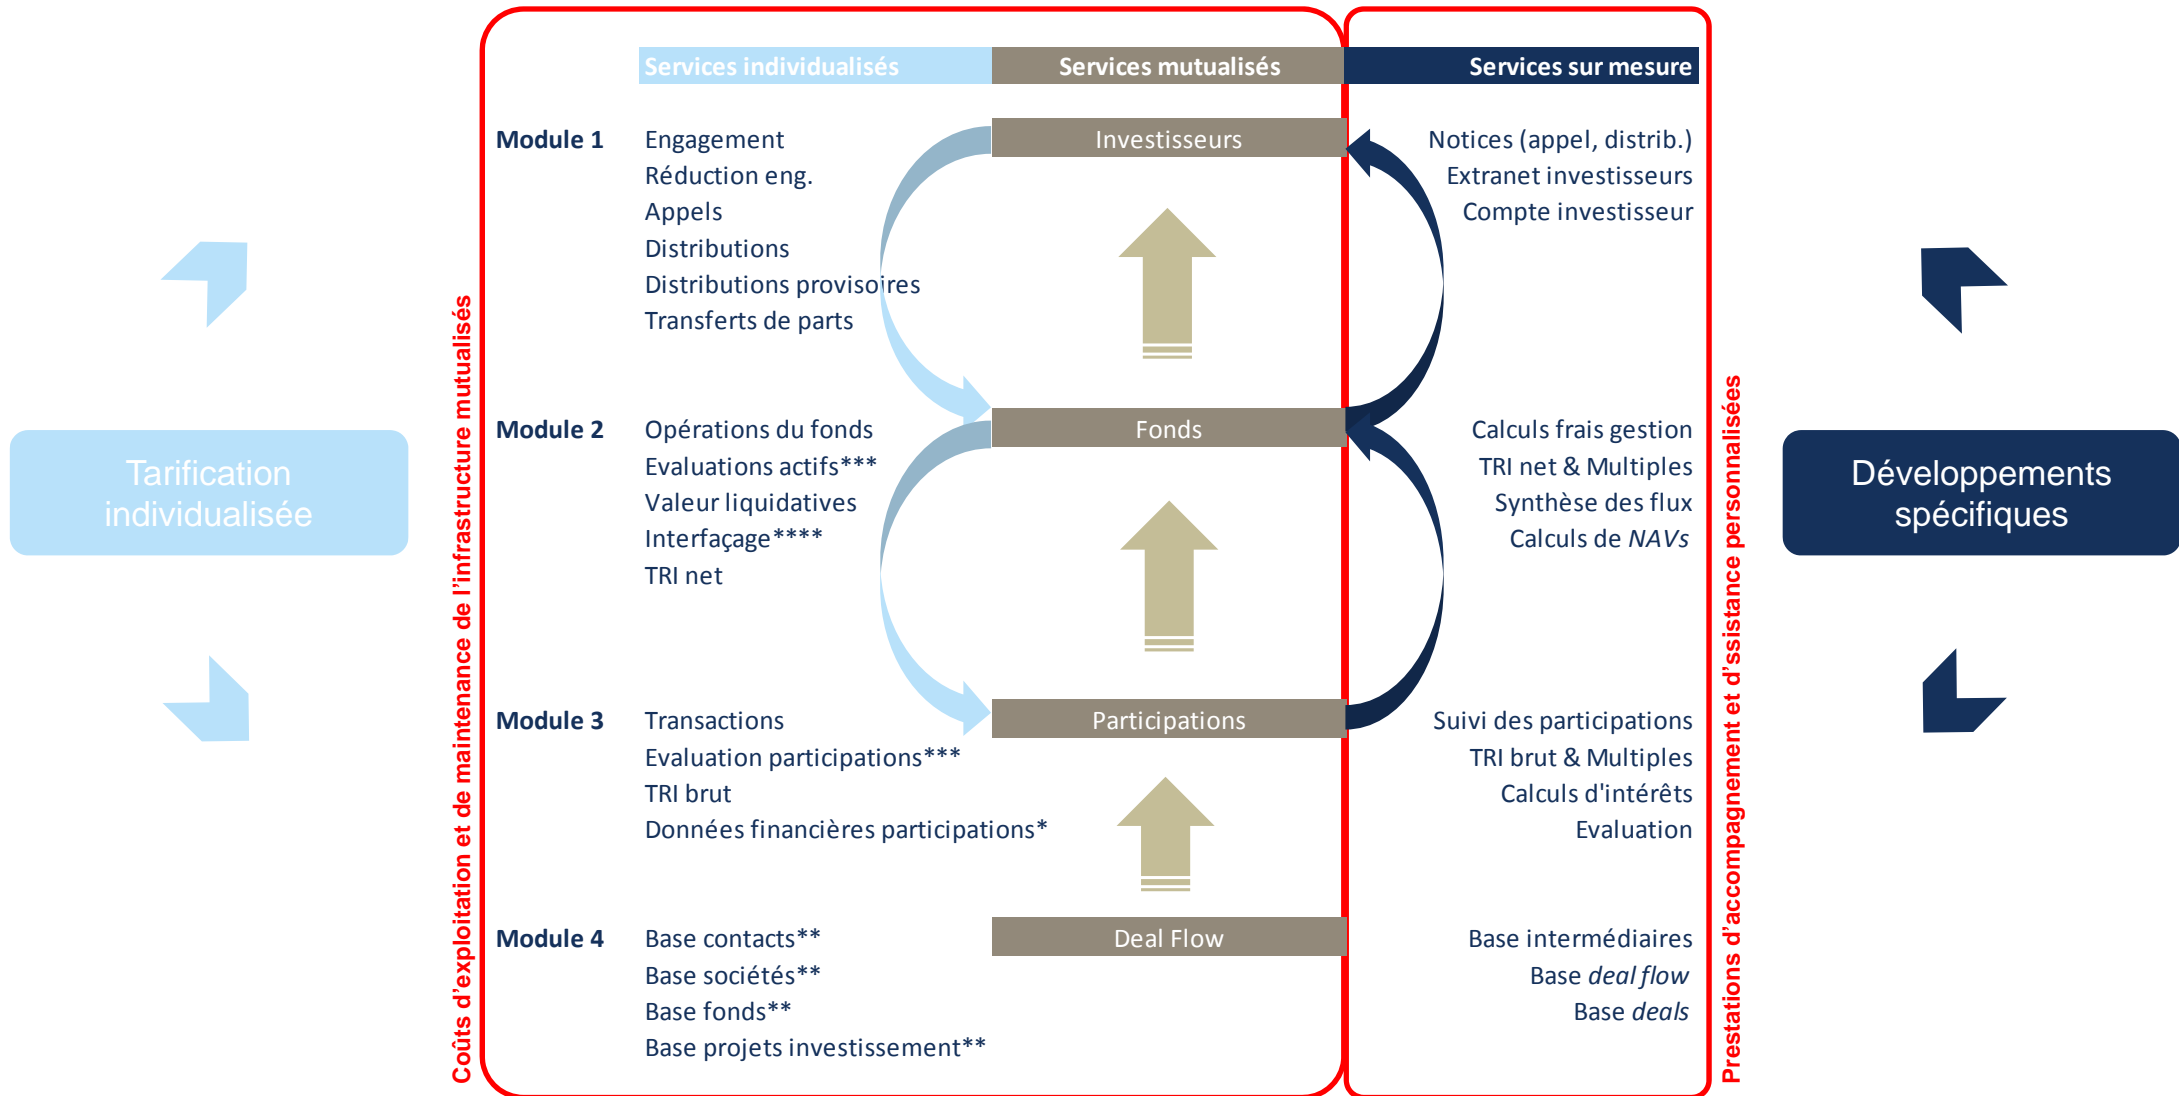 Services individualisés
Services mutualisés
Services sur mesure
Module 1
Engagement
Réduction eng.
Appels
Distributions
Distributions provisoires
Transferts de parts
Investisseurs
Notices (appel, distrib.)
Extranet investisseurs
Compte investisseur
Module 2
Opérations du fonds
Evaluations actifs***
Valeur liquidatives
Interfaçage****
TRI net
Fonds
Calculs frais gestion
TRI net & Multiples
Synthèse des flux
Calculs de NAVs
Module 3
Transactions
Evaluation participations***
TRI brut
Données financières participations*
Participations
Suivi des participations
TRI brut & Multiples
Calculs d'intérêts
Evaluation
Module 4
Base contacts**
Base sociétés**
Base fonds**
Base projets investissement**
Deal Flow
Base intermédiaires
Base deal flow
Base deals
Tarification
individualisée
Coûts d’exploitation et de maintenance de l’infrastructure mutualisés
Prestations d’accompagnement et d’ssistance personnalisées
Développements
spécifiques